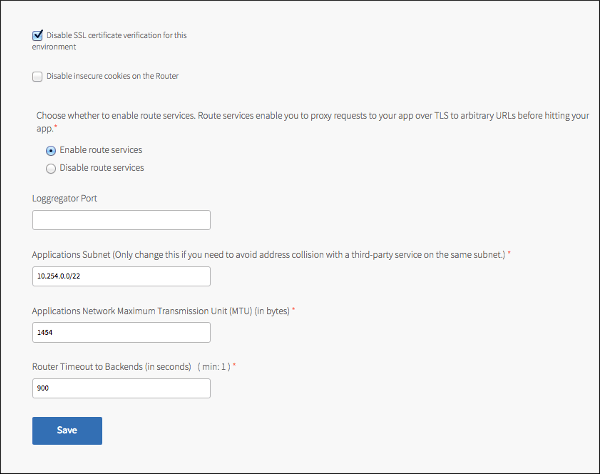 Disable SSL certificate verification for this
environment
Disable insecure cookies on the Router
Choose whether to enable route services. Route services enable you to proxy requests to your app over TLS to arbitrary URLs before hitting your
app.*
Enable route services
Disable route services
Loggregator Port
Applications Subnet (Only change this if you need to avoid address collision with a third-party service on the same subnet.) *
10.254.0.0/22
Applications Network Maximum Transmission Unit (MTU) (in bytes) *
1454
Router Timeout to Backends (in seconds) ( min: 1 ) *
900
Save